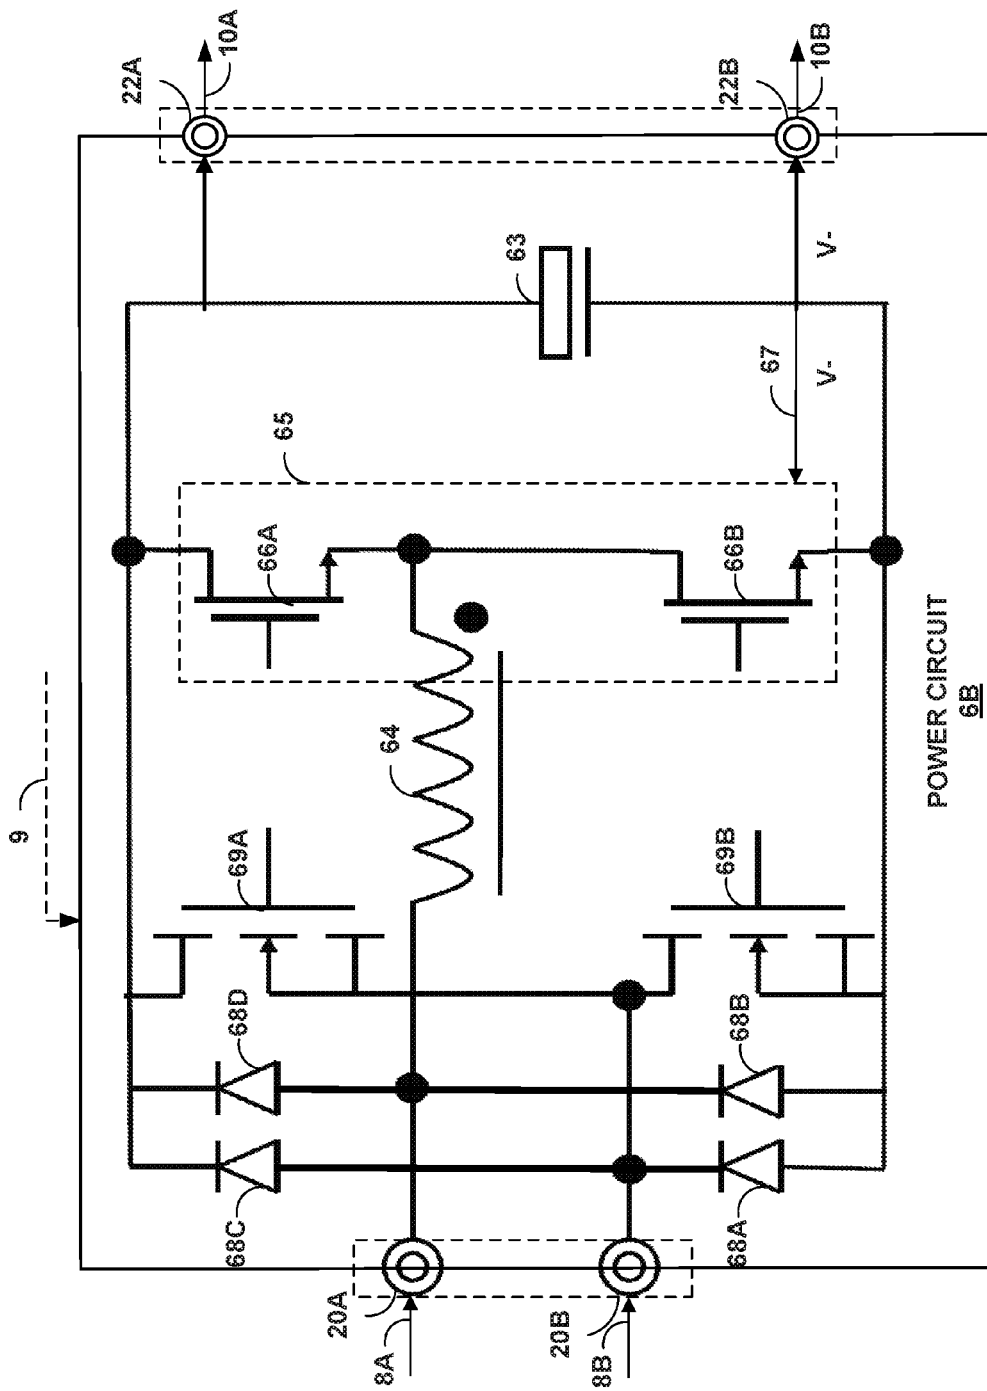 9
22A
10A
22B
10B
63
V-
67
V-
65
66A
66B
64
69A
69B
68D
68B
68C
68A
20A
8A
20B
8B
POWER CIRCUIT
6B